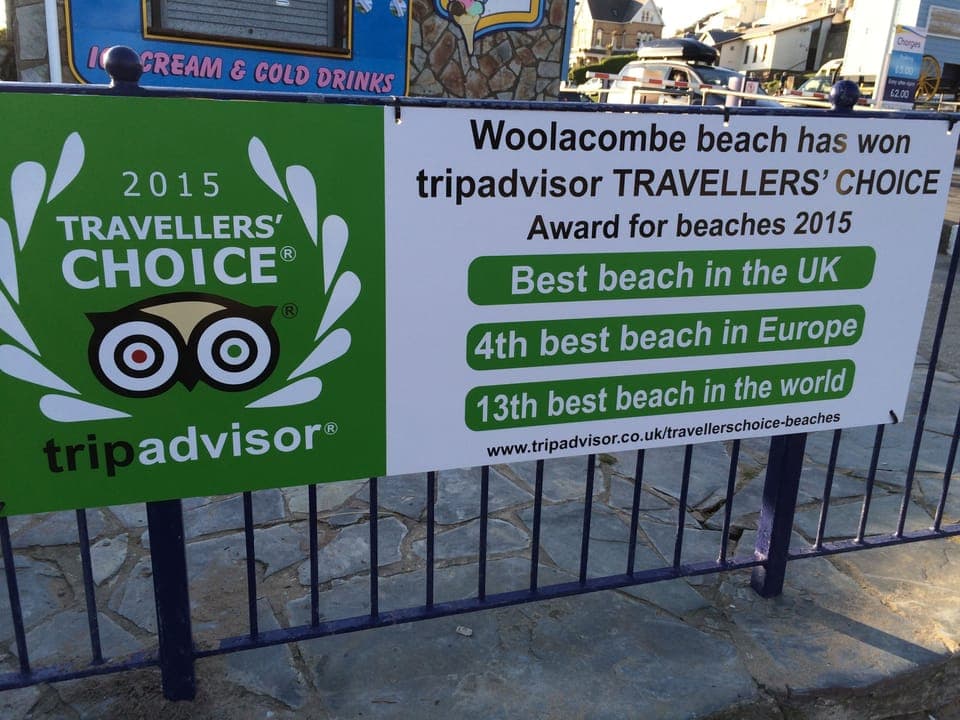 ICE CREAM & COLD DRINKS
Charges
£2.00
2015
TRAVELLERS'
CHOICE®
®
tripadvisor®
Woolacombe beach has won
tripadvisor TRAVELLERS' CHOICE
Award for beaches 2015
Best beach in the UK
4th best beach in Europe
13th best beach in the world
www.tripadvisor.co.uk/travellerschoice-beaches